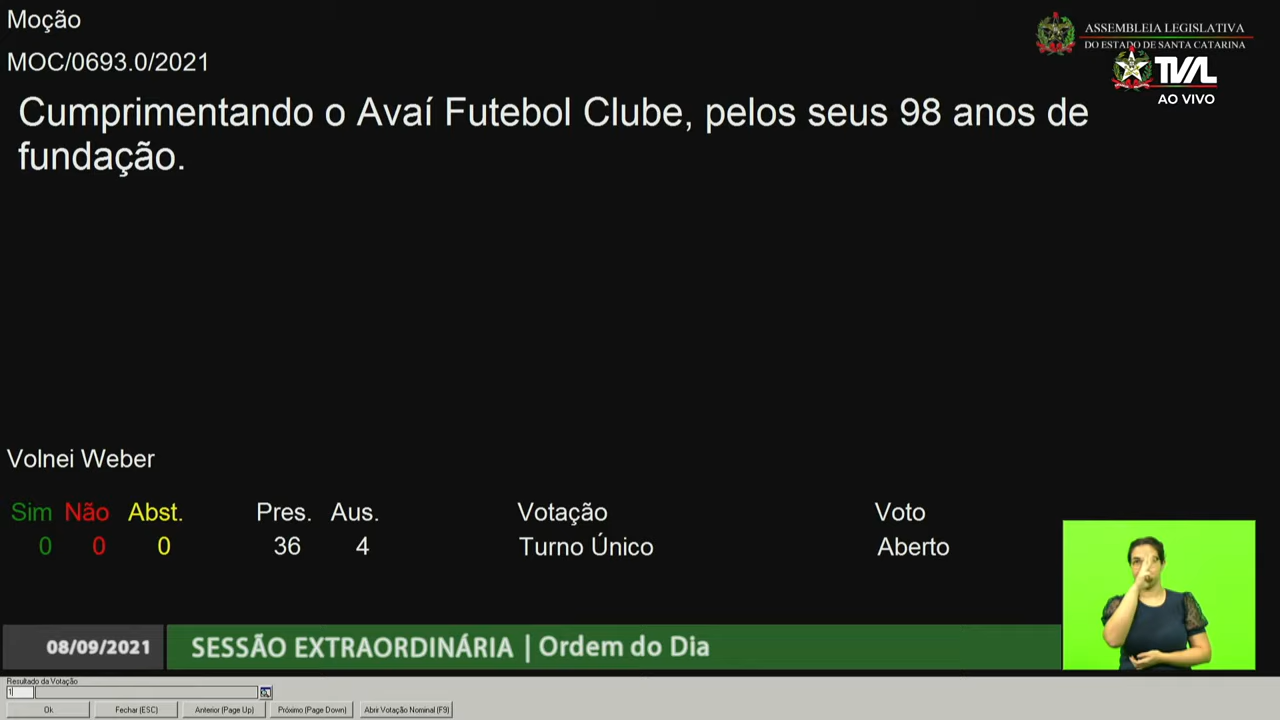 Moção
MOC/0693.0/2021
ASSEMBLEIA LEGISLATIVA
DO ESTADO DE SANTA CATARINA
TVAL
AO VIVO
Cumprimentando o Avaí Futebol Clube, pelos seus 98 anos de
fundação.
Volnei Weber
Sim Não Abst. Pres. Aus. Votação Voto
0 0 0 36 4 Turno Único Aberto
08/09/2021 SESSÃO EXTRAORDINÁRIA | Ordem do Dia
Resultado da Votação
1
Ok Fechar (ESC) Anterior (Page Up) Próximo (Page Down) Abrir Votação Nominal (F9)